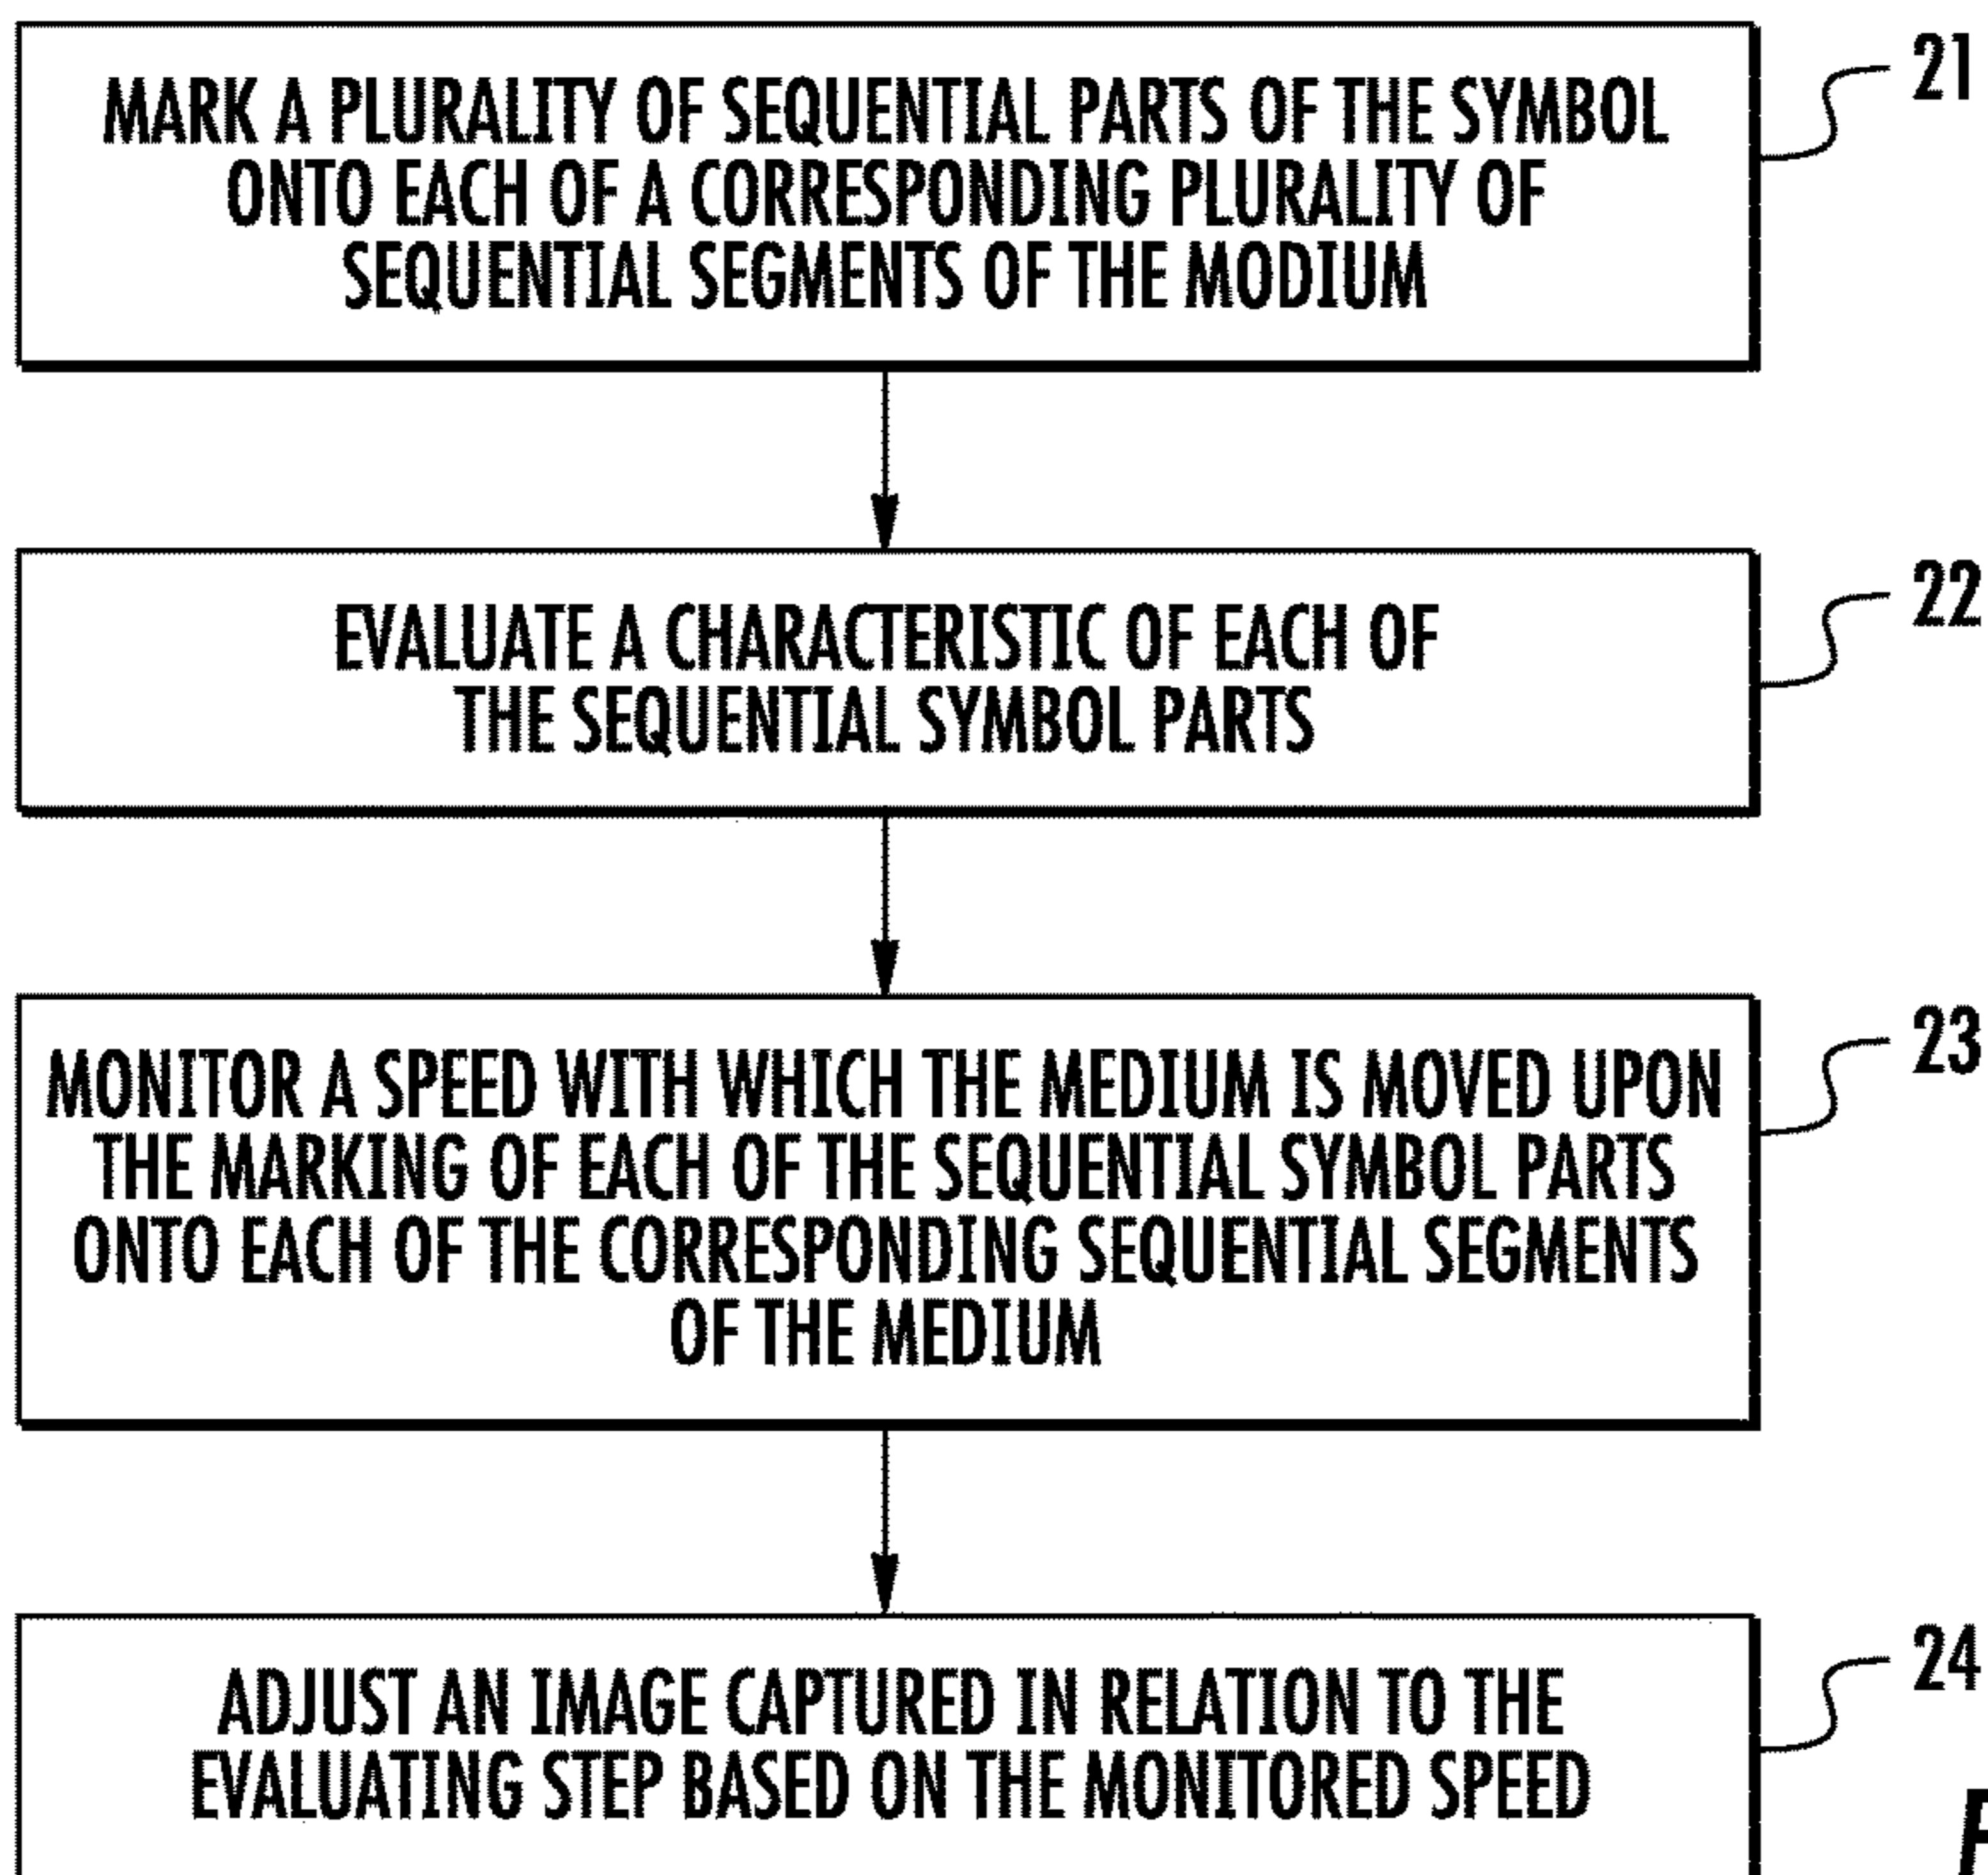 MARK A PLURALITY OF SEQUENTIAL PARTS OF THE SYMBOL
ONTO EACH OF A CORRESPONDING PLURALITY OF
SEQUENTIAL SEGMENTS OF THE MODIUM
21
EVALUATE A CHARACTERISTIC OF EACH OF
THE SEQUENTIAL SYMBOL PARTS
22
MONITOR A SPEED WITH WHICH THE MEDIUM IS MOVED UPON
THE MARKING OF EACH OF THE SEQUENTIAL SYMBOL PARTS
ONTO EACH OF THE CORRESPONDING SEQUENTIAL SEGMENTS
OF THE MEDIUM
23
ADJUST AN IMAGE CAPTURED IN RELATION TO THE
EVALUATING STEP BASED ON THE MONITORED SPEED
24